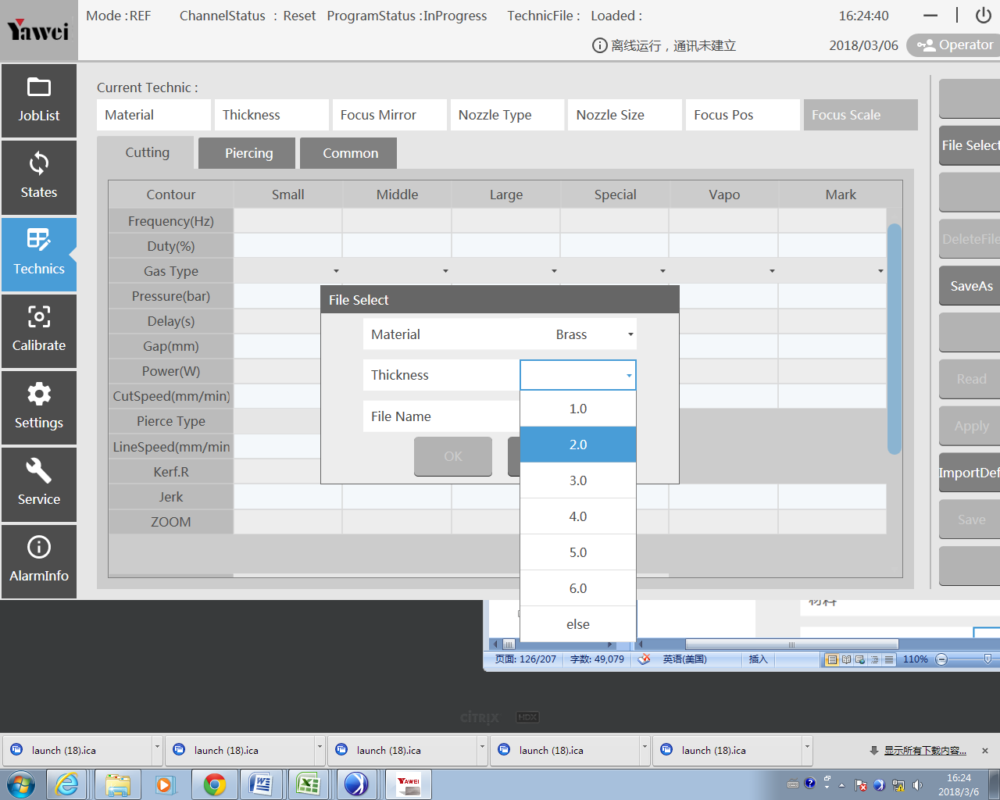 Yawei
Mode :REF ChannelStatus : Reset ProgramStatus :InProgress TechnicFile : Loaded : 16:24:40
离线运行，通讯未建立 2018/03/06 Operator
JobList
States
Technics
Calibrate
Settings
Service
AlarmInfo
Current Technic :
Material Thickness Focus Mirror Nozzle Type Nozzle Size Focus Pos Focus Scale
Cutting Piercing Common
Contour Small Middle Large Special Vapo Mark
Frequency(Hz)
Duty(%)
Gas Type
Pressure(bar)
Delay(s)
Gap(mm)
Power(W)
CutSpeed(mm/min)
Pierce Type
LineSpeed(mm/min
Kerf.R
Jerk
ZOOM
File Select
Material Brass
Thickness
File Name
OK
1.0
2.0
3.0
4.0
5.0
6.0
else
File Select
DeleteFile
SaveAs
Read
Apply
ImportDef
Save
材料
页面: 126/207 字数: 49,079 英语(美国) 插入 110%
CITRIX HDX
launch (18).ica launch (18).ica launch (18).ica launch (18).ica launch (18).ica 显示所有下载内容...
YAWEI
16:24
2018/3/6